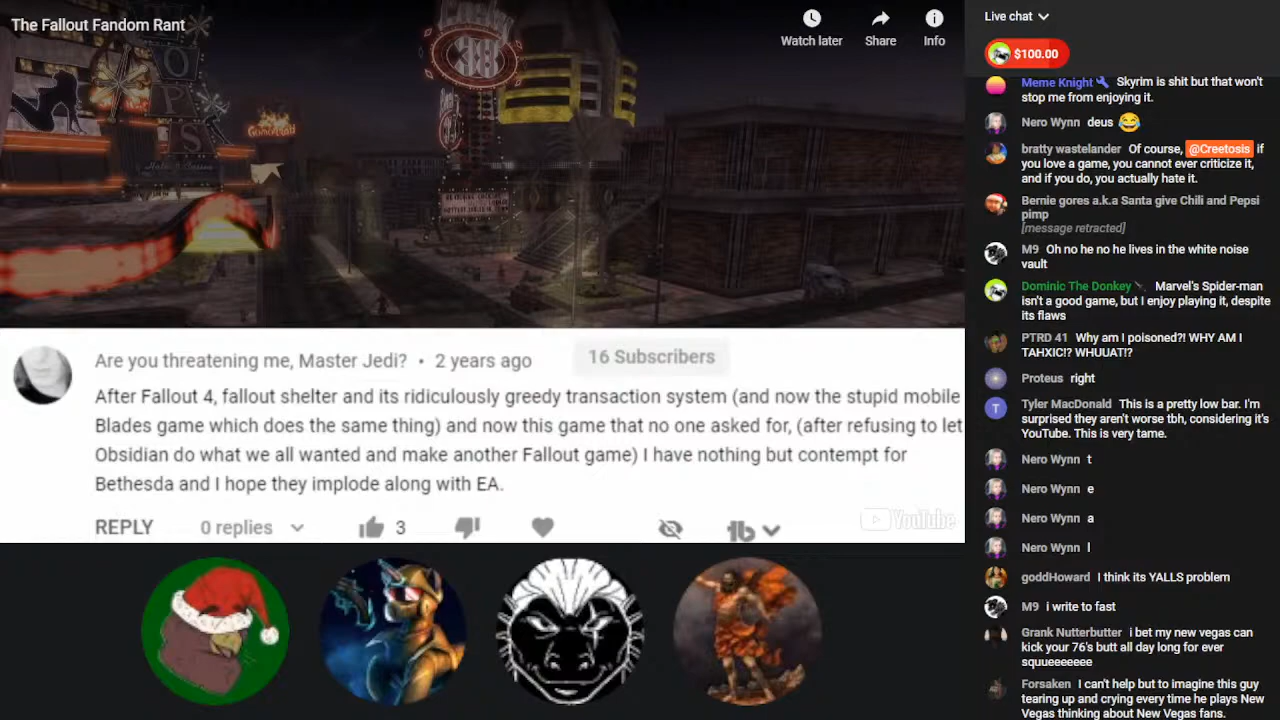 The Fallout Fandom Rant
Watch later
Share
Info
38
TOPS
Hotel & Casino
Gomorrah
Are you threatening me, Master Jedi? • 2 years ago
16 Subscribers
After Fallout 4, fallout shelter and its ridiculously greedy transaction system (and now the stupid mobile
Blades game which does the same thing) and now this game that no one asked for, (after refusing to let
Obsidian do what we all wanted and make another Fallout game) I have nothing but contempt for
Bethesda and I hope they implode along with EA.
REPLY
0 replies
3
YouTube
Live chat
$100.00
Meme Knight Skyrim is shit but that won't
stop me from enjoying it.
Nero Wynn deus 😂
bratty wastelander Of course, @Creetosis if
you love a game, you cannot ever criticize it,
and if you do, you actually hate it.
Bernie gores a.k.a Santa give Chili and Pepsi
pimp
[message retracted]
M9 Oh no he no he lives in the white noise
vault
Dominic The Donkey Marvel's Spider-man
isn't a good game, but I enjoy playing it, despite
its flaws
PTRD 41 Why am I poisoned?! WHY AM I
TAHXIC!? WHUUAT!?
Proteus right
T
Tyler MacDonald This is a pretty low bar. I'm
surprised they aren't worse tbh, considering it's
YouTube. This is very tame.
Nero Wynn t
Nero Wynn e
Nero Wynn a
Nero Wynn l
goddHoward I think its YALLS problem
M9 i write to fast
Grank Nutterbutter i bet my new vegas can
kick your 76's butt all day long for ever
squueeeeeee
Forsaken I can't help but to imagine this guy
tearing up and crying every time he plays New
Vegas thinking about New Vegas fans.